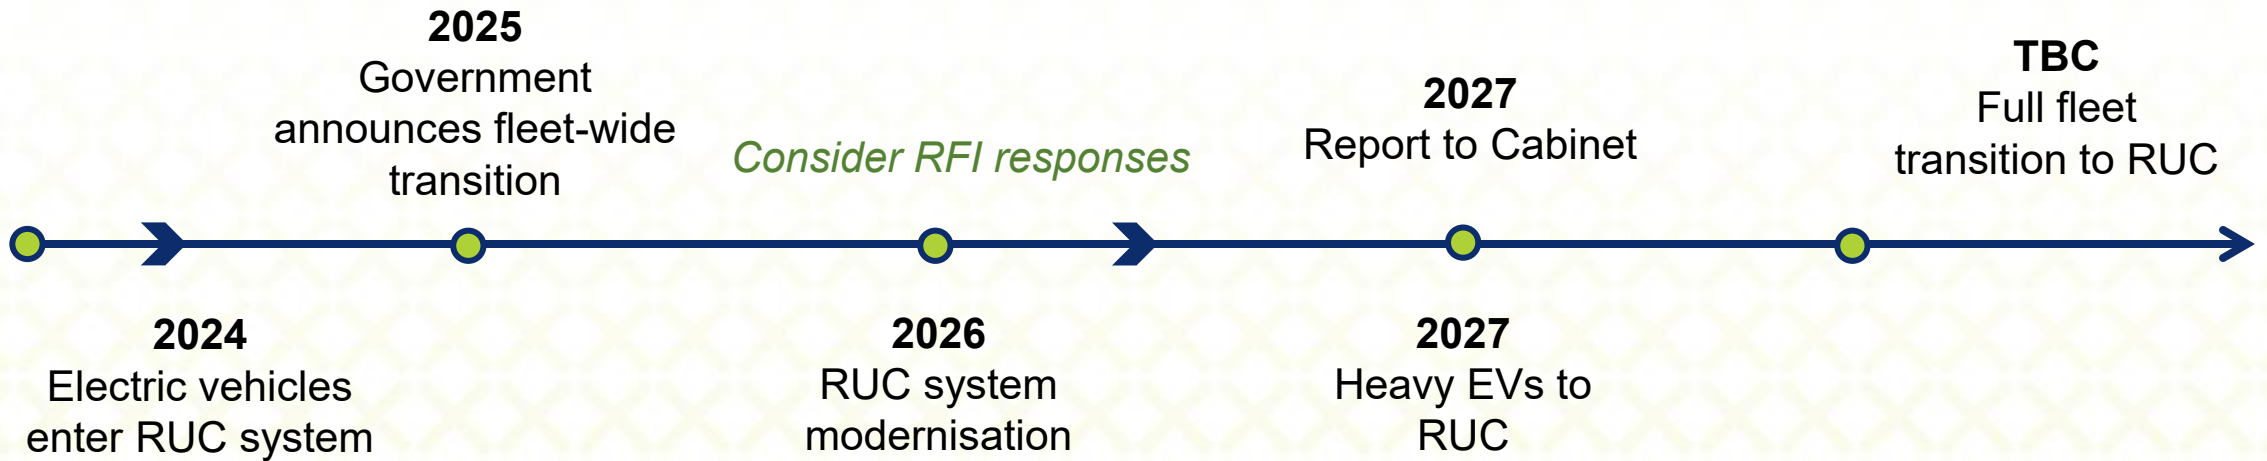 2025
Government
announces fleet-wide
transition
Consider RFI responses
2027
Report to Cabinet
TBC
Full fleet
transition to RUC
2024
Electric vehicles
enter RUC system
2026
RUC system
modernisation
2027
Heavy EVs to
RUC